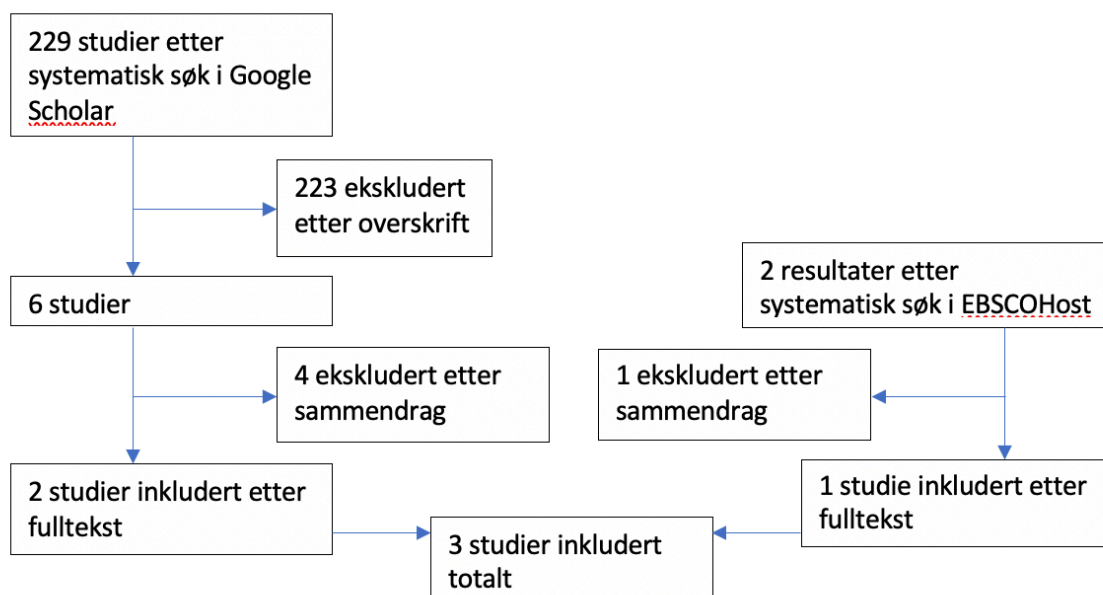 229 studier etter
systematisk søk i Google
Scholar
223 ekskludert
etter overskrift
6 studier
4 ekskludert etter
sammendrag
2 studier inkludert etter
fulltekst
2 resultater etter
systematisk søk i EBSCOHost
1 ekskludert etter
sammendrag
1 studie inkludert etter
fulltekst
3 studier inkludert
totalt